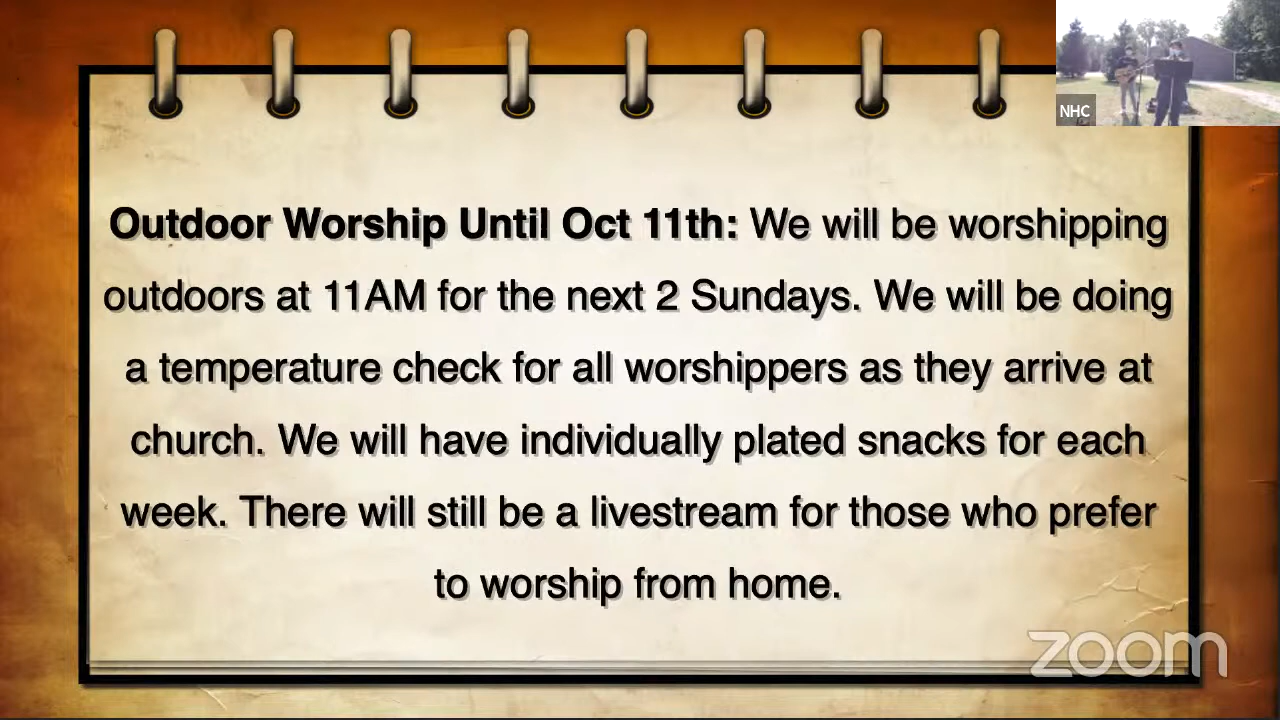 NHC
Outdoor Worship Until Oct 11th: We will be worshipping
outdoors at 11AM for the next 2 Sundays. We will be doing
a temperature check for all worshippers as they arrive at
church. We will have individually plated snacks for each
week. There will still be a livestream for those who prefer
to worship from home.
zoom